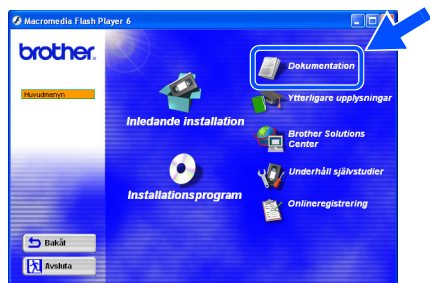 Macromedia Flash Player 6
brother.
Huvudmenyn
Dokumentation
Ytterligare upplysningar
Inledande installation
Brother Solutions
Center
Underhåll självstudier
Installationsprogram
Onlineregistrering
Bakåt
Avsluta